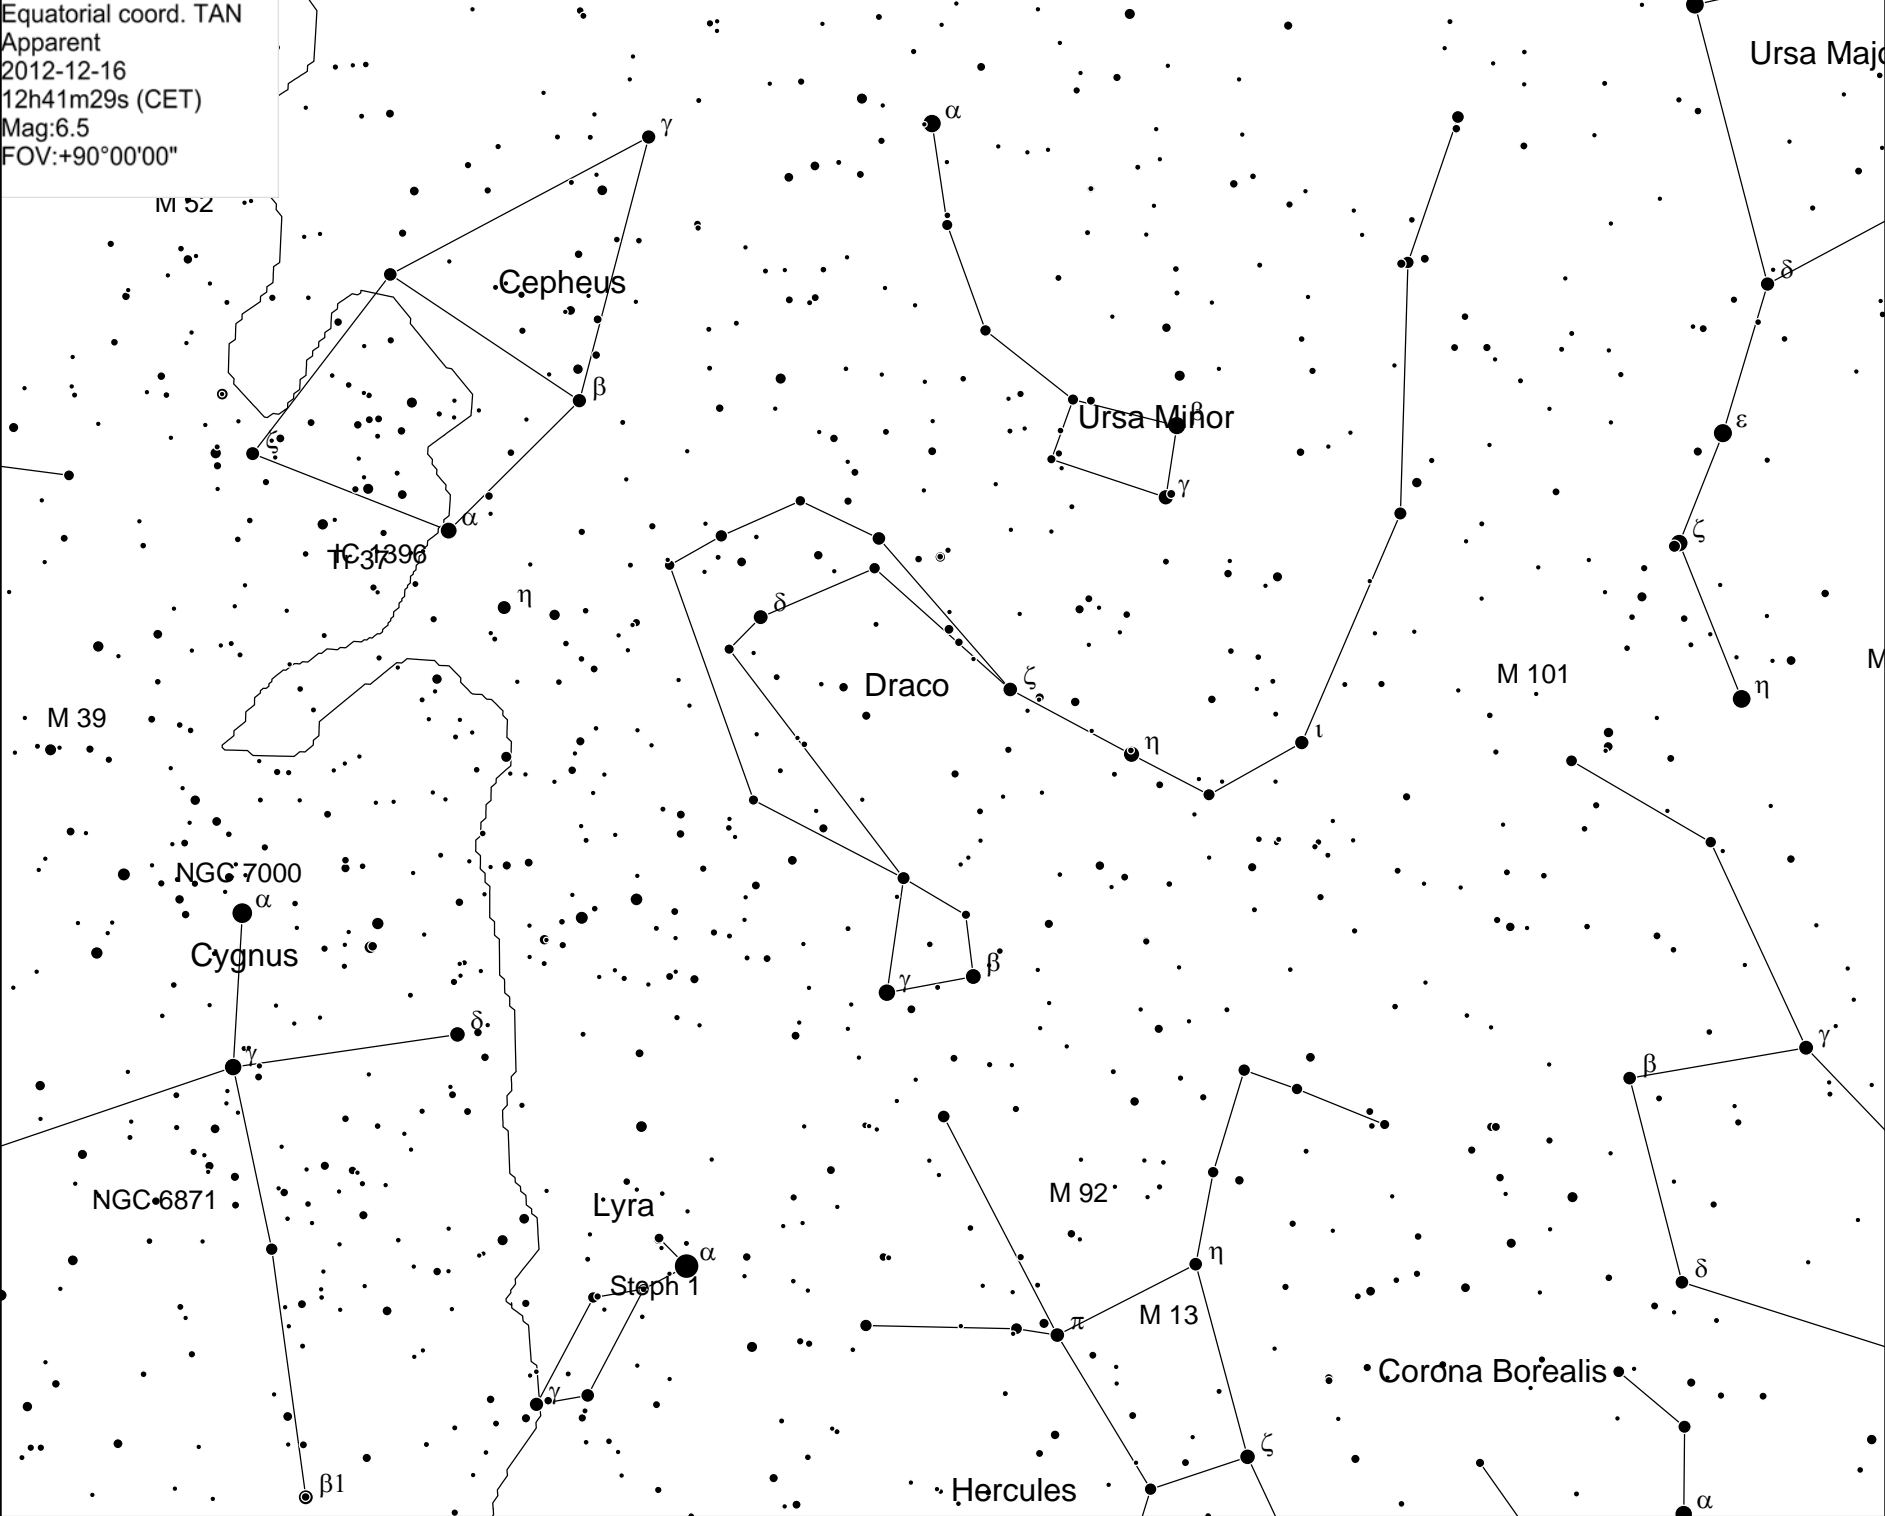 Equatorial coord. TAN
Apparent
2012-12-16
12h41m29s (CET)
Mag:6.5
FOV:+90°00'00"
Ursa Majo
α
γ
M 52
δ
Cepheus
β
Ursa Minor
β
ε
ζ
γ
α
ζ
IC 1396
Tr 37
η
δ
Draco
ζ
M 101
M
η
M 39
η
ι
NGC 7000
α
Cygnus
γ
β
δ
γ
γ
β
M 92
NGC 6871
Lyra
α
η
δ
Steph 1
π
M 13
Corona Borealis
γ
ζ
β1
Hercules
α